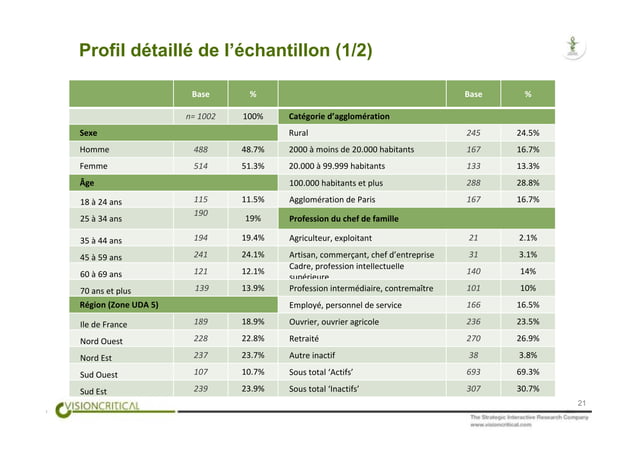 Profil détaillé de l’échantillon (1/2)
Base % Base %
n= 1002 100% Catégorie d’agglomération
Sexe Rural 245 24.5%
Homme 488 48.7% 2000 à moins de 20.000 habitants 167 16.7%
Femme 514 51.3% 20.000 à 99.999 habitants 133 13.3%
Âge 100.000 habitants et plus 288 28.8%
18 à 24 ans 115 11.5% Agglomération de Paris 167 16.7%
25 à 34 ans 190 19% Profession du chef de famille
35 à 44 ans 194 19.4% Agriculteur, exploitant 21 2.1%
45 à 59 ans 241 24.1% Artisan, commerçant, chef d’entreprise 31 3.1%
60 à 69 ans 121 12.1% Cadre, profession intellectuelle
supérieure 140 14%
70 ans et plus 139 13.9% Profession intermédiaire, contremaître 101 10%
Région (Zone UDA 5) Employé, personnel de service 166 16.5%
Ile de France 189 18.9% Ouvrier, ouvrier agricole 236 23.5%
Nord Ouest 228 22.8% Retraité 270 26.9%
Nord Est 237 23.7% Autre inactif 38 3.8%
Sud Ouest 107 10.7% Sous total ‘Actifs’ 693 69.3%
Sud Est 239 23.9% Sous total ‘Inactifs’ 307 30.7%
VISIONCRITICAL
21
The Strategic Interactive Research Company
www.visioncritical.com